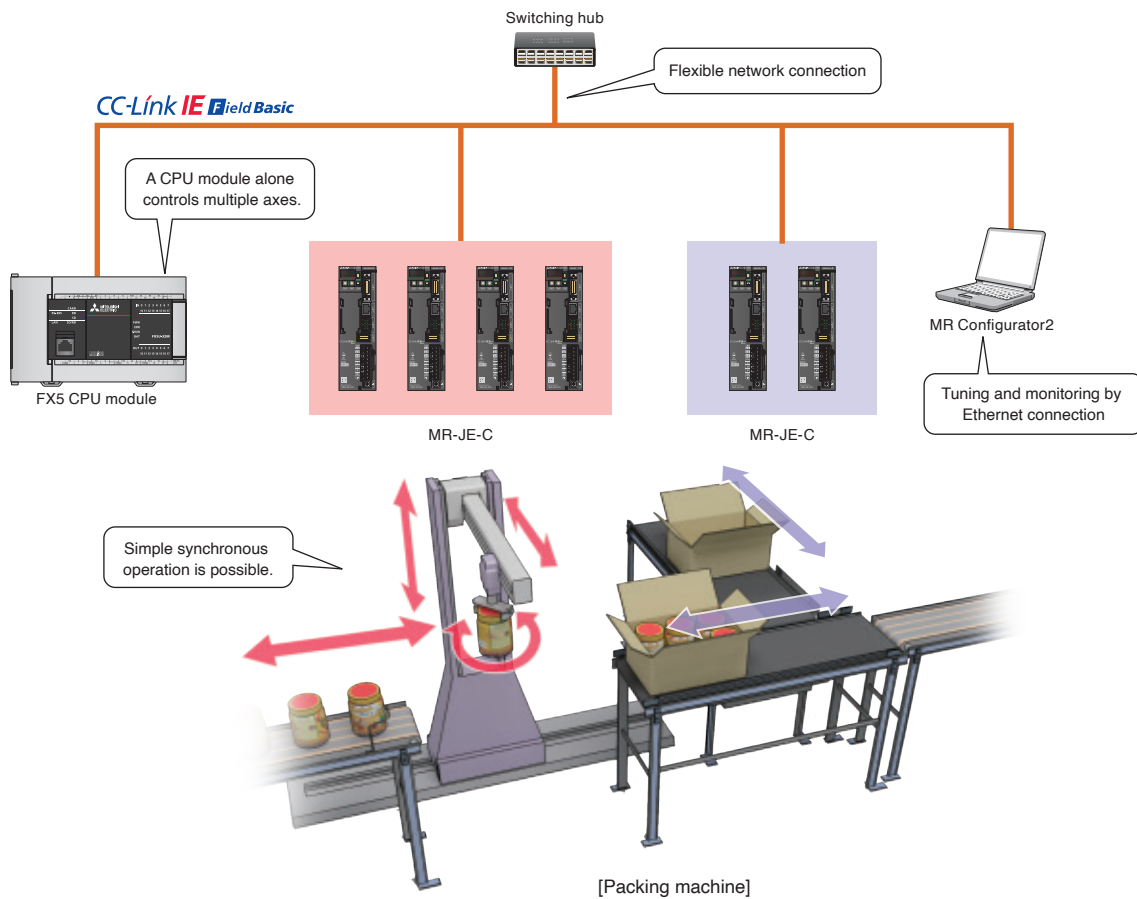 Switching hub
Flexible network connection
CC-Link IE Field Basic
A CPU module alone
controls multiple axes.
MITSUBISHI
ELECTRIC
FX5 CPU module
MR-JE-C
MR-JE-C
MR Configurator2
Tuning and monitoring by
Ethernet connection
Simple synchronous
operation is possible.
[Packing machine]